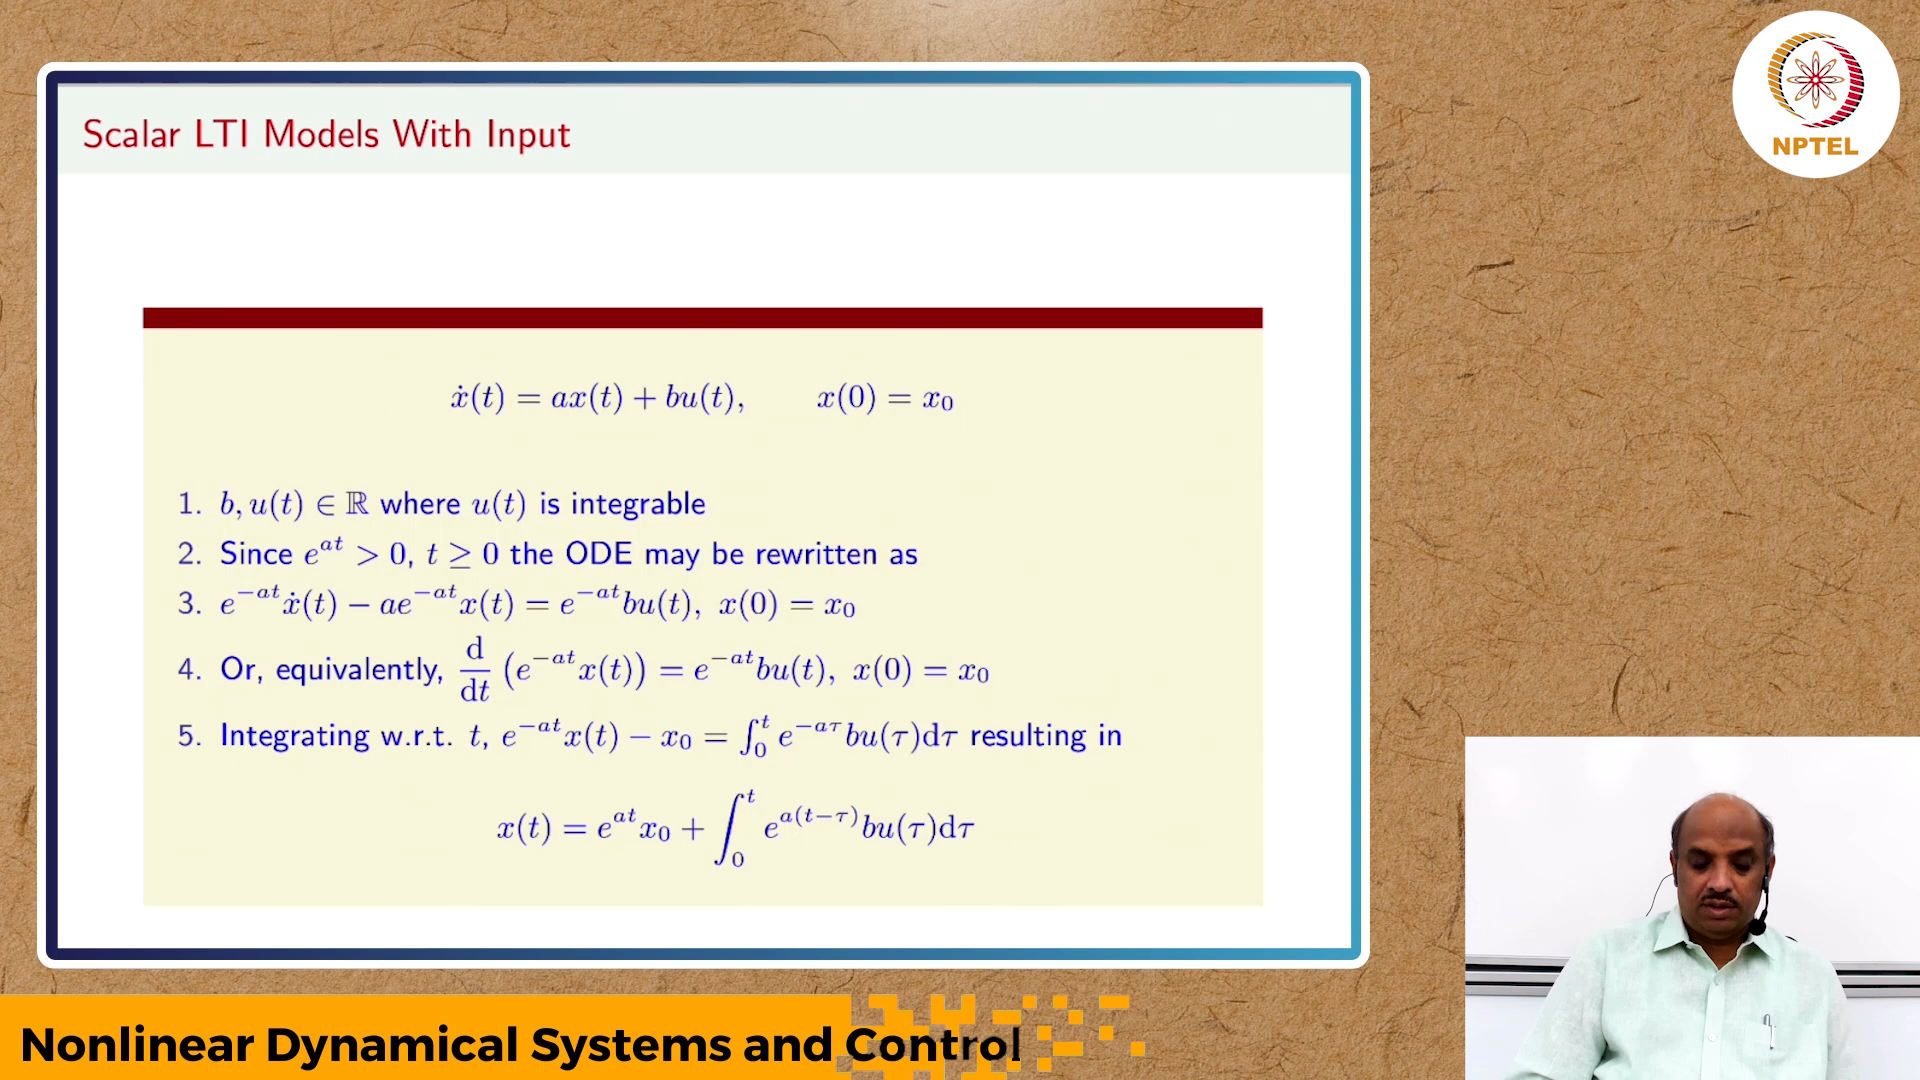 Scalar LTI Models With Input
NPTEL
ẋ(t) = ax(t) + bu(t),   x(0) = x₀
1. b, u(t) ∈ ℝ where u(t) is integrable
2. Since e^{at} > 0, t ≥ 0 the ODE may be rewritten as
3. e^{−at}ẋ(t) − ae^{−at}x(t) = e^{−at}bu(t), x(0) = x₀
4. Or, equivalently, d/dt (e^{−at}x(t)) = e^{−at}bu(t), x(0) = x₀
5. Integrating w.r.t. t, e^{−at}x(t) − x₀ = ∫₀^t e^{−aτ}bu(τ)dτ resulting in
x(t) = e^{at}x₀ + ∫₀^t e^{a(t−τ)}bu(τ)dτ
Nonlinear Dynamical Systems and Control